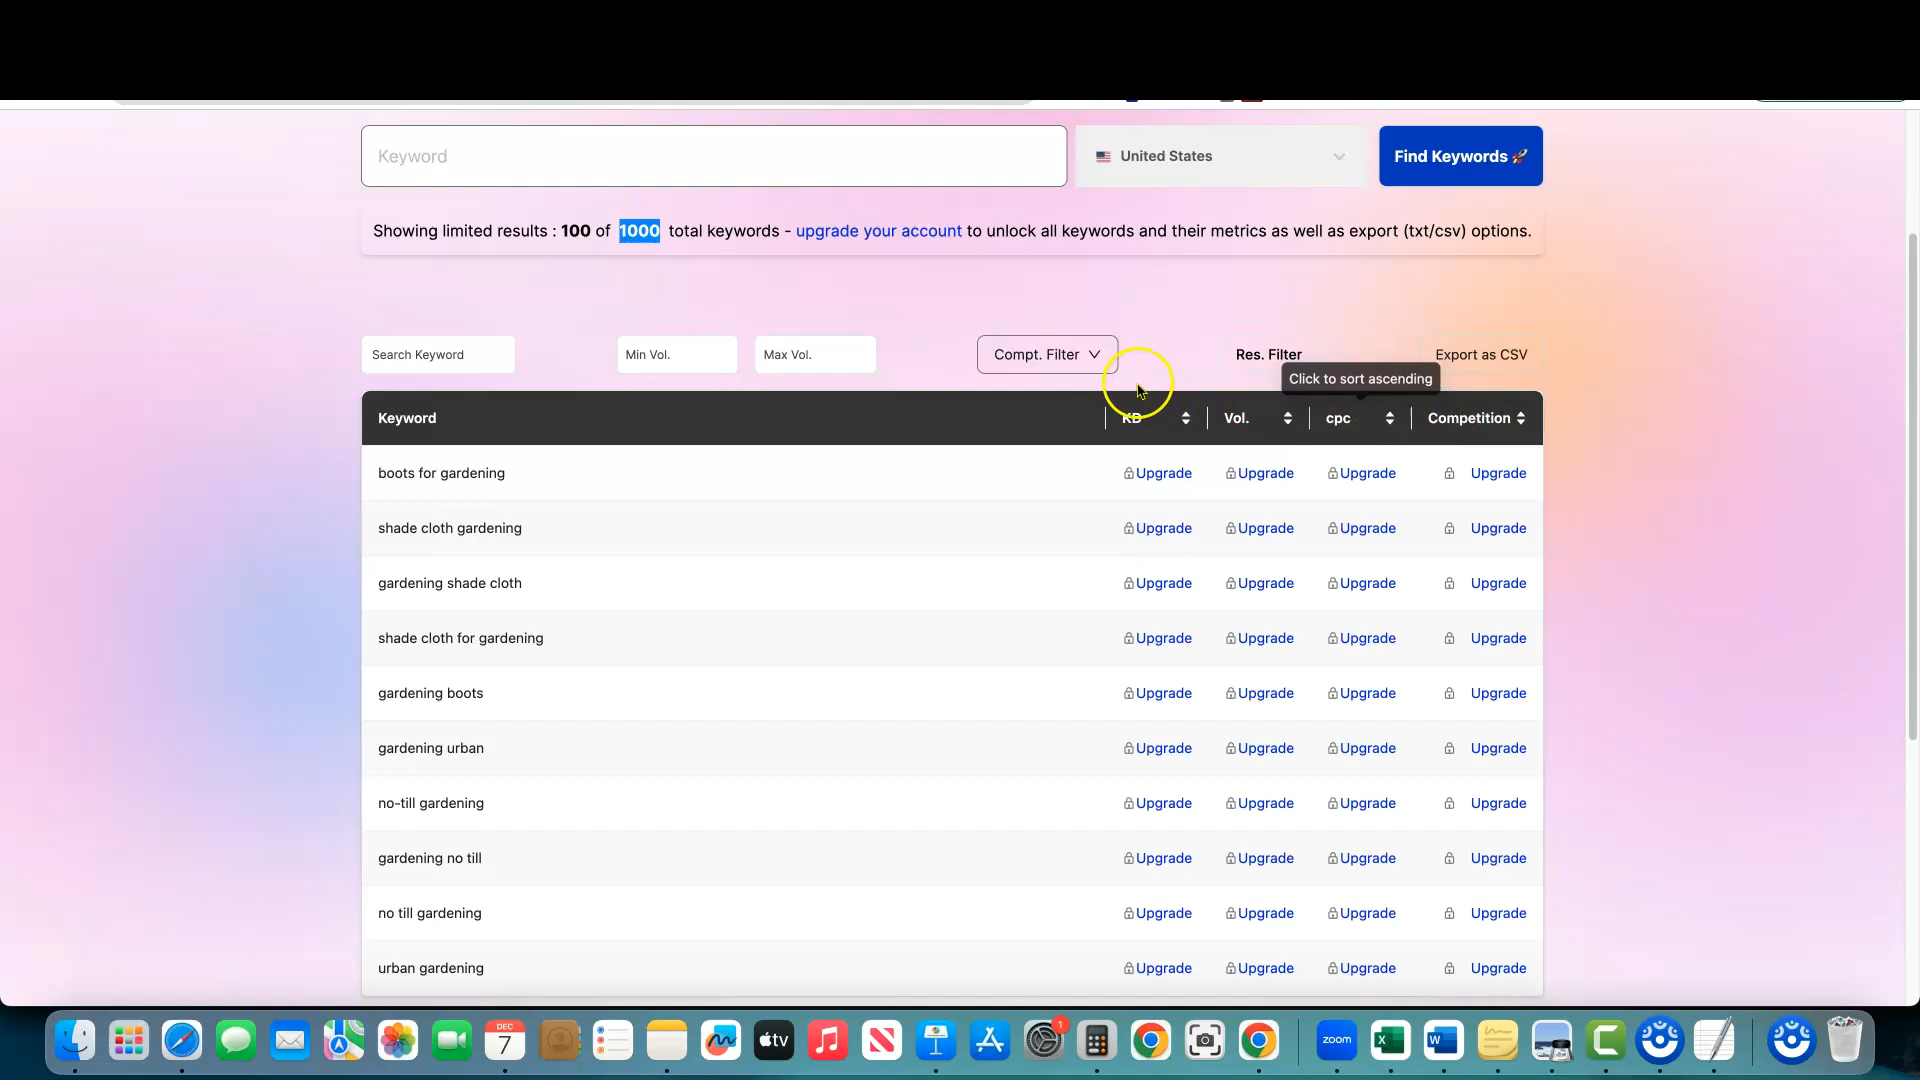 Keyword
United States
Find Keywords 🚀
Showing limited results : 100 of 1000 total keywords - upgrade your account to unlock all keywords and their metrics as well as export (txt/csv) options.
Search Keyword
Min Vol.
Max Vol.
Compt. Filter
Res. Filter
Export as CSV
Click to sort ascending
Keyword KD Vol. cpc Competition
boots for gardening Upgrade Upgrade Upgrade Upgrade
shade cloth gardening Upgrade Upgrade Upgrade Upgrade
gardening shade cloth Upgrade Upgrade Upgrade Upgrade
shade cloth for gardening Upgrade Upgrade Upgrade Upgrade
gardening boots Upgrade Upgrade Upgrade Upgrade
gardening urban Upgrade Upgrade Upgrade Upgrade
no-till gardening Upgrade Upgrade Upgrade Upgrade
gardening no till Upgrade Upgrade Upgrade Upgrade
no till gardening Upgrade Upgrade Upgrade Upgrade
urban gardening Upgrade Upgrade Upgrade Upgrade
DEC
7
tv
1
zoom
X
W